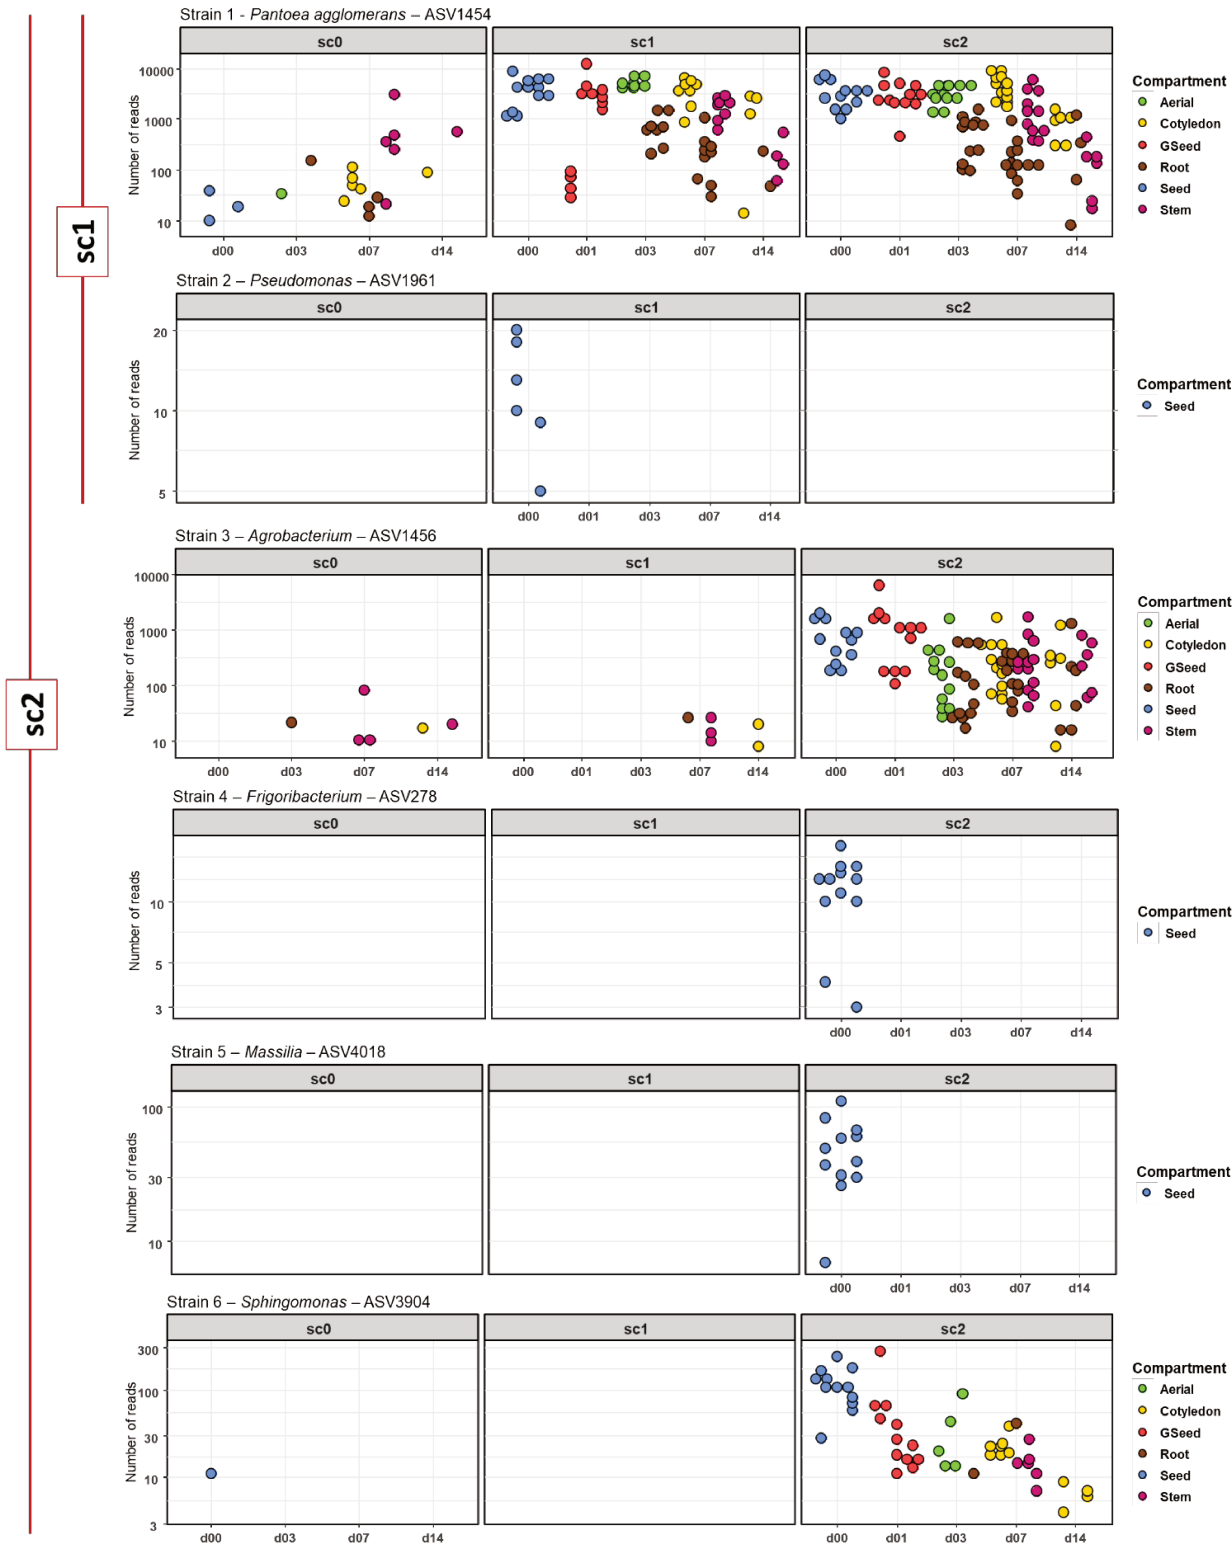 Strain 1 - Pantoea agglomerans – ASV1454
sc0 sc1 sc2
Number of reads
10000
1000
100
10
d00 d03 d07 d14 d00 d01 d03 d07 d14 d00 d01 d03 d07 d14
Compartment
Aerial
Cotyledon
GSeed
Root
Seed
Stem
sc1
Strain 2 – Pseudomonas – ASV1961
sc0 sc1 sc2
Number of reads
20
10
5
d00 d01 d03 d07 d14
Compartment
Seed
Strain 3 – Agrobacterium – ASV1456
sc0 sc1 sc2
Number of reads
10000
1000
100
10
d00 d03 d07 d14 d00 d01 d03 d07 d14 d00 d01 d03 d07 d14
Compartment
Aerial
Cotyledon
GSeed
Root
Seed
Stem
sc2
Strain 4 – Frigoribacterium – ASV278
sc0 sc1 sc2
Number of reads
10
5
3
d00 d01 d03 d07 d14
Compartment
Seed
Strain 5 – Massilia – ASV4018
sc0 sc1 sc2
Number of reads
100
30
10
d00 d01 d03 d07 d14
Compartment
Seed
Strain 6 – Sphingomonas – ASV3904
sc0 sc1 sc2
Number of reads
300
100
30
10
3
d00 d03 d07 d14 d00 d01 d03 d07 d14
Compartment
Aerial
Cotyledon
GSeed
Root
Seed
Stem